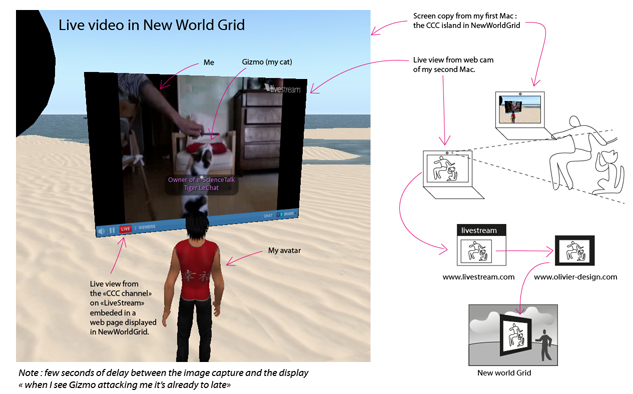 Live video in New World Grid
Me
Gizmo (my cat)
livestream
Owner of e-ScienceTalk
Tiger LeChat
LIVE
My avatar
Live view from
the «CCC channel»
on «LiveStream»
embeded in a
web page displayed
in NewWorldGrid.
Note : few seconds of delay between the image capture and the display
« when I see Gizmo attacking me it's already to late»
Screen copy from my first Mac :
the CCC island in NewWorldGrid
Live view from web cam
of my second Mac.
livestream
www.livestream.com
www.olivier-design.com
New world Grid